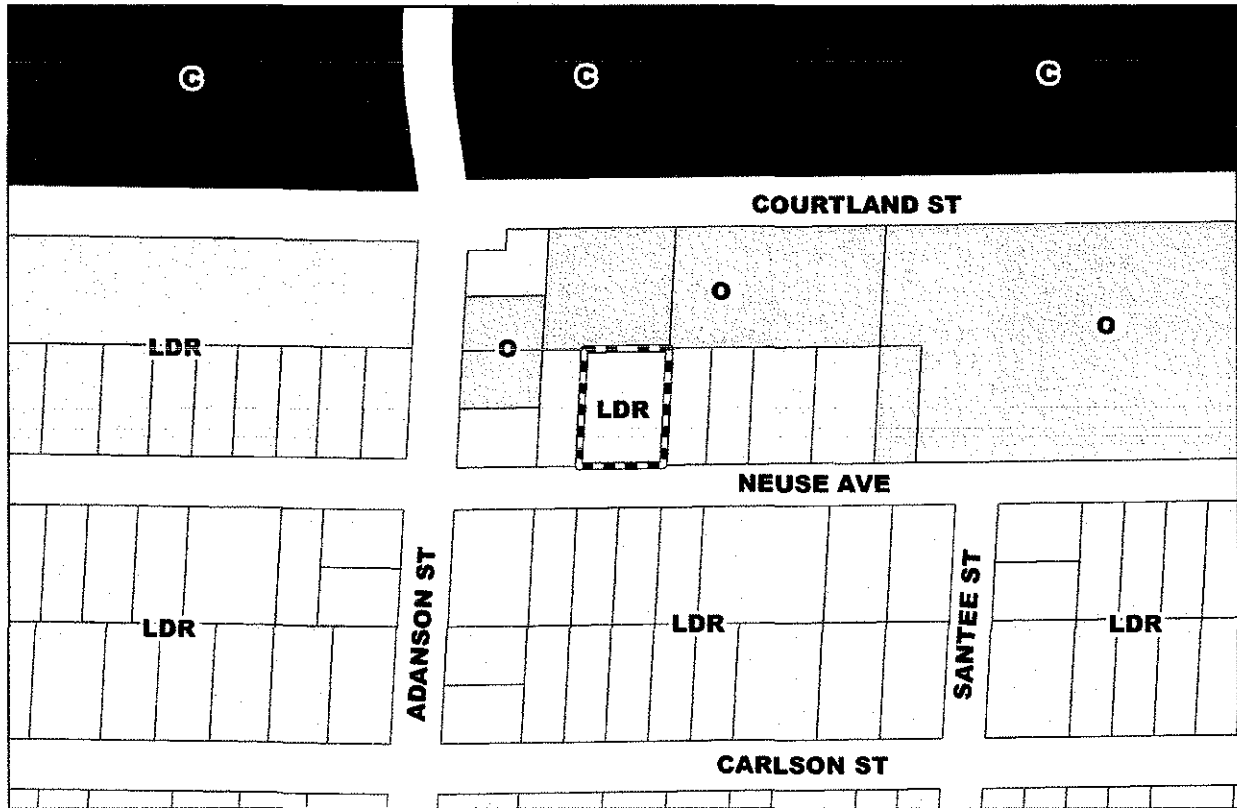 C
C
C
COURTLAND ST
O
O
LDR
O
LDR
NEUSE AVE
ADANSON ST
SANTEE ST
LDR
LDR
LDR
CARLSON ST